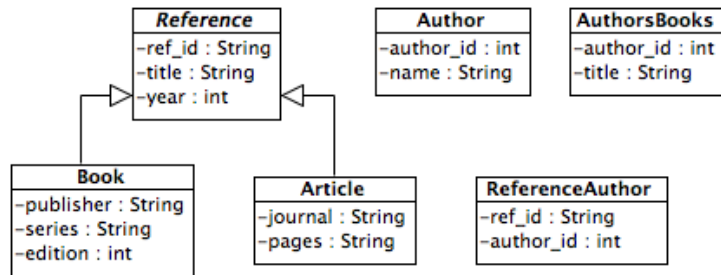 Reference
-ref_id : String
-title : String
-year : int
Author
-author_id : int
-name : String
AuthorsBooks
-author_id : int
-title : String
Book
-publisher : String
-series : String
-edition : int
Article
-journal : String
-pages : String
ReferenceAuthor
-ref_id : String
-author_id : int